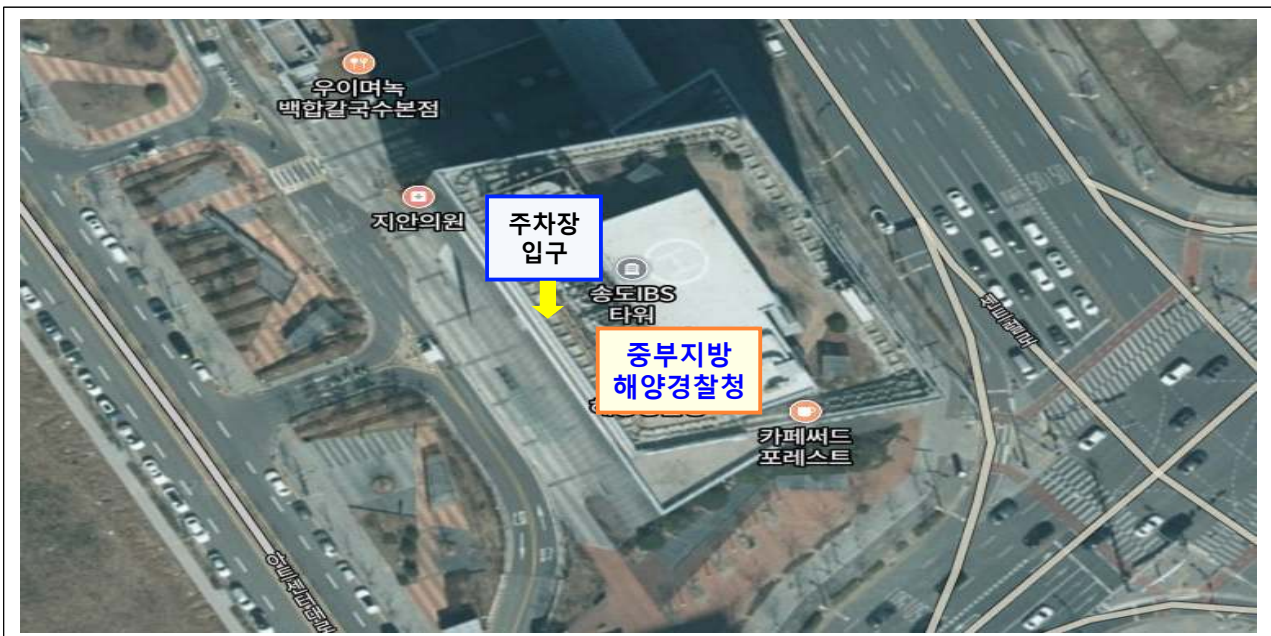 우이며녹
백합칼국수본점
지안의원
주차장
입구
송도IBS
타워
중부지방
해양경찰청
카페써드
포레스트